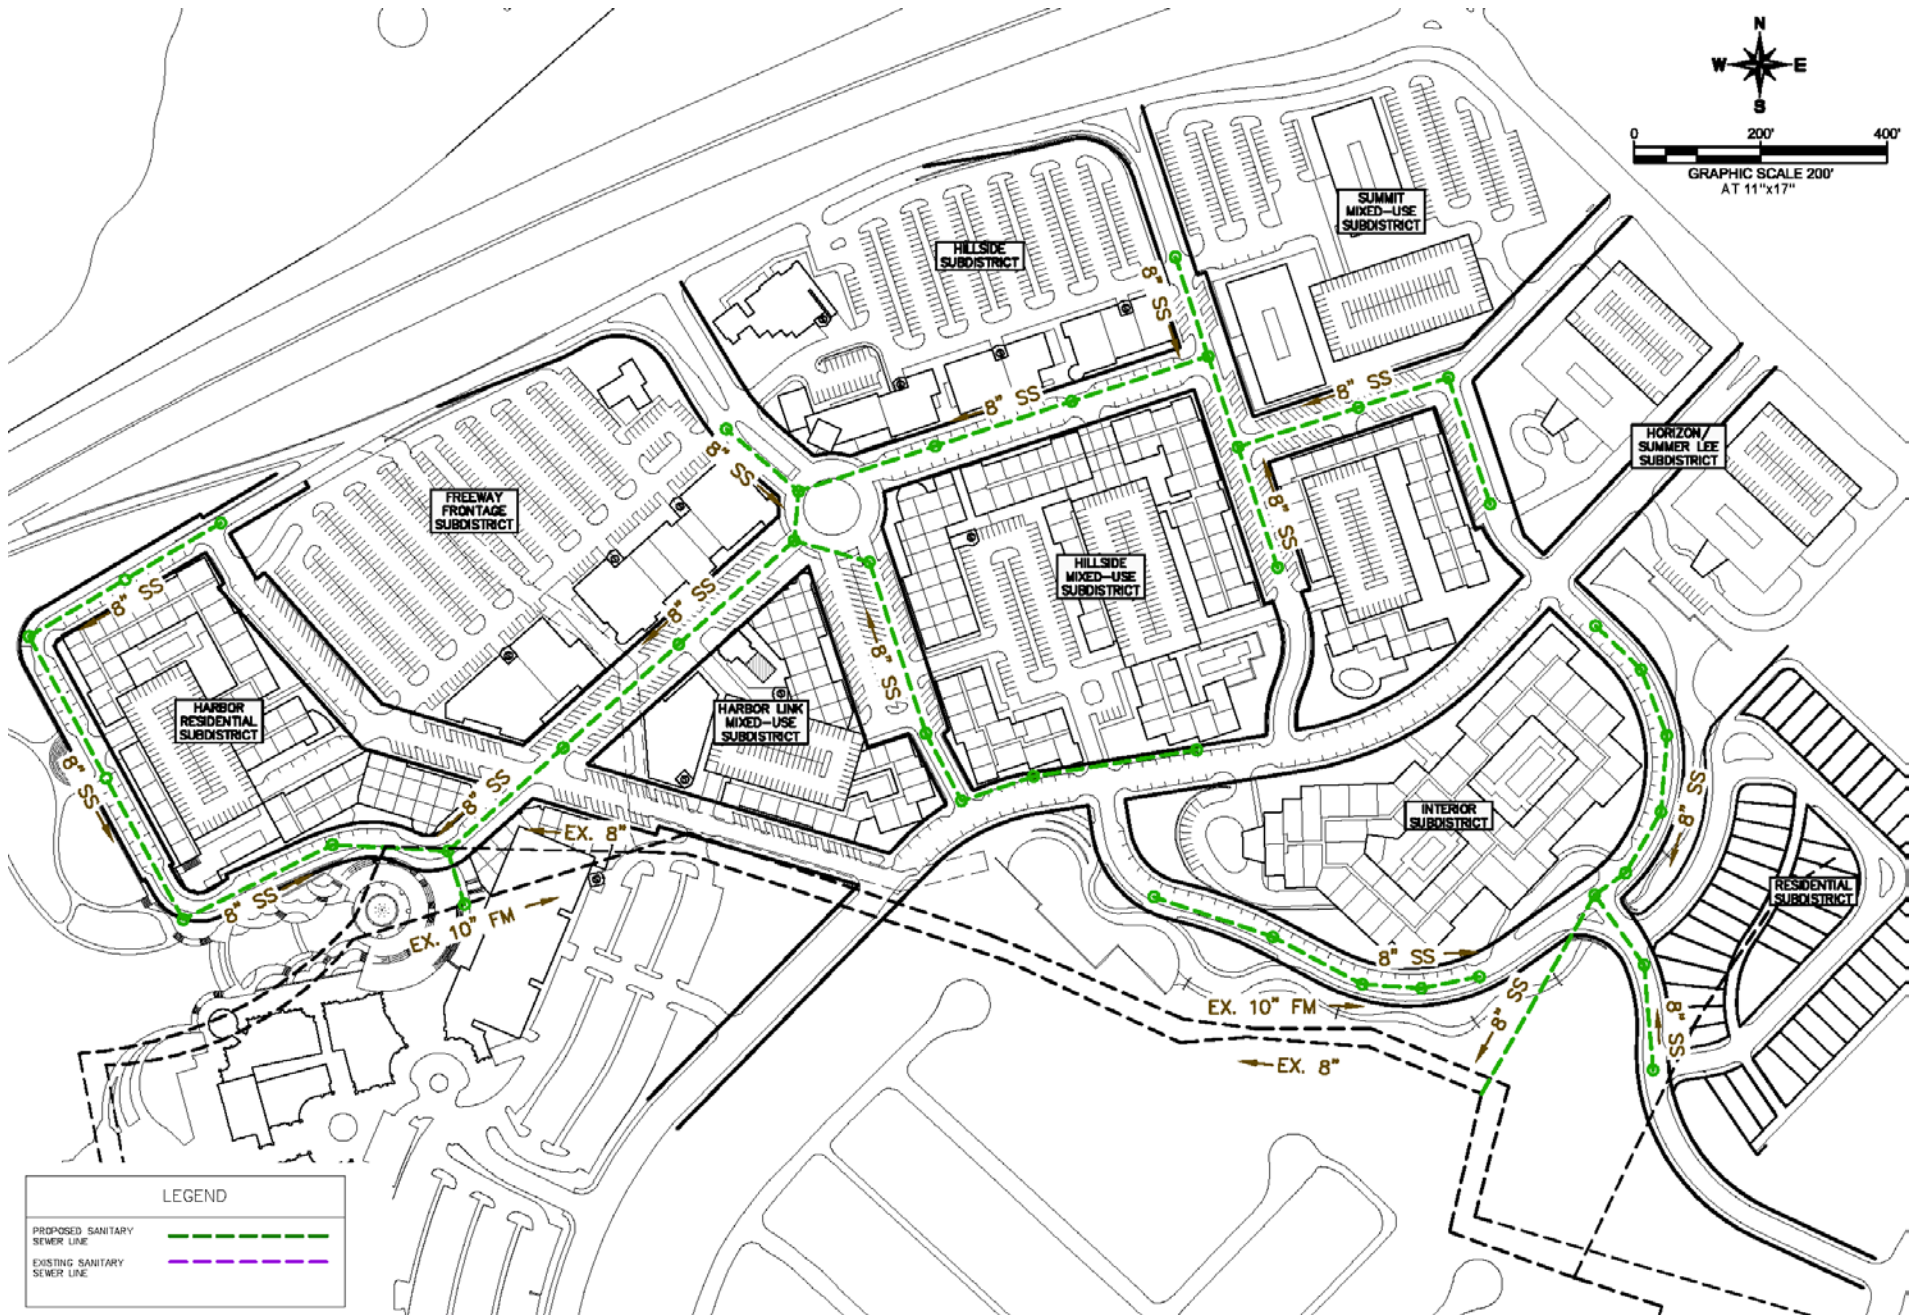 N
W E
S
0 200' 400'
GRAPHIC SCALE 200'
AT 11"x17"
SUMMIT
MIXED-USE
SUBDISTRICT
HILLSIDE
SUBDISTRICT
8" SS
8" SS
8" SS
HORIZON/
SUMMER LEE
SUBDISTRICT
8" SS
FREEWAY
FRONTAGE
SUBDISTRICT
8" SS
HILLSIDE
MIXED-USE
SUBDISTRICT
8" SS
8" SS
8" SS
HARBOR
RESIDENTIAL
SUBDISTRICT
HARBOR LINK
MIXED-USE
SUBDISTRICT
8" SS
8" SS
8" SS
INTERIOR
SUBDISTRICT
EX. 8"
RESIDENTIAL
SUBDISTRICT
8" SS
EX. 10" FM
8" SS
EX. 10" FM
8" SS
8" SS
EX. 8"
LEGEND
PROPOSED SANITARY
SEWER LINE
EXISTING SANITARY
SEWER LINE